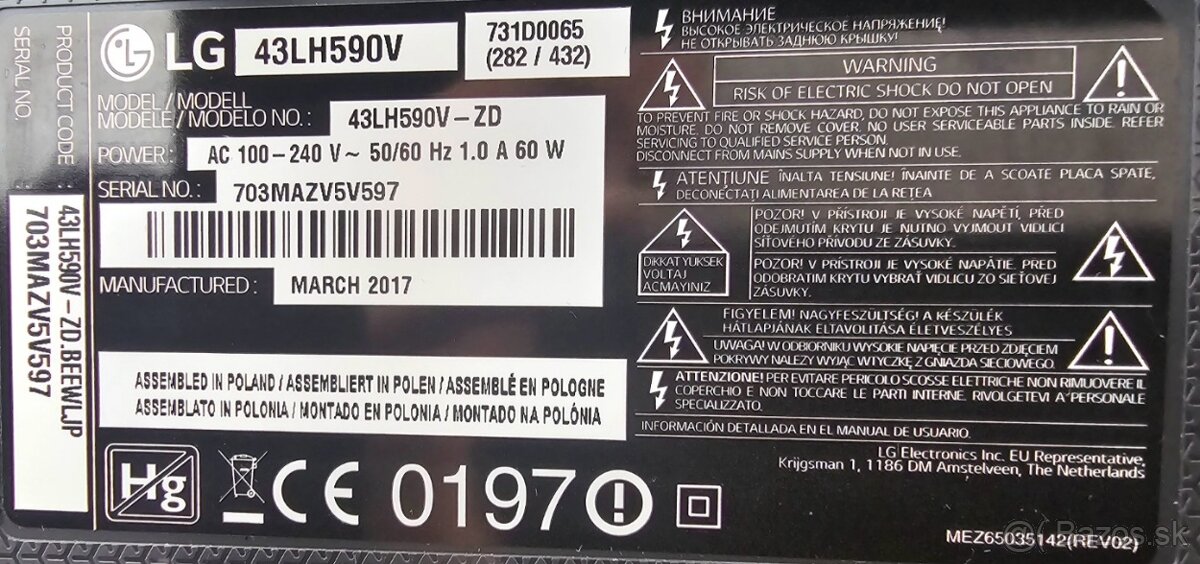 PRODUCT CODE
SERIAL NO.
43LH590V-ZD.BEEWLJP
703MAZV5V597
LG
43LH590V
731D0065
(282 / 432)
MODEL / MODELL
MODELE / MODELO NO. :
43LH590V-ZD
POWER :
AC 100-240 V ~ 50/60 Hz 1.0 A 60 W
SERIAL NO. :
703MAZV5V597
MANUFACTURED :
MARCH 2017
ASSEMBLED IN POLAND / ASSEMBLIERT IN POLEN / ASSEMBLÉ EN POLOGNE
ASSEMBLATO IN POLONIA / MONTADO EN POLONIA / MONTADO NA POLÓNIA
Hg
CE 0197
ВНИМАНИЕ
ВЫСОКОЕ ЭЛЕКТРИЧЕСКОЕ НАПРЯЖЕНИЕ!
НЕ ОТКРЫВАТЬ ЗАДНЮЮ КРЫШКУ!
WARNING
RISK OF ELECTRIC SHOCK DO NOT OPEN
TO PREVENT FIRE OR SHOCK HAZARD, DO NOT EXPOSE THIS APPLIANCE TO RAIN OR
MOISTURE. DO NOT REMOVE COVER. NO USER SERVICEABLE PARTS INSIDE. REFER
SERVICING TO QUALIFIED SERVICE PERSON.
DISCONNECT FROM MAINS SUPPLY WHEN NOT IN USE.
ATENȚIUNE ÎNALTA TENSIUNE! ÎNAINTE DE A SCOATE PLACA SPATE,
DECONECTAȚI ALIMENTAREA DE LA REȚEA
DİKKAT YÜKSEK
VOLTAJ
AÇMAYINIZ
POZOR! V PŘÍSTROJI JE VYSOKÉ NAPĚTÍ, PŘED
ODEJMUTÍM KRYTU JE NUTNO VYJMOUT VIDLICI
SÍŤOVÉHO PŘÍVODU ZE ZÁSUVKY.
POZOR! V PRÍSTROJI JE VYSOKÉ NAPÄTIE. PRED
ODOBRATIM KRYTU VYBRAŤ VIDLICU ZO SIEŤOVEJ
ZÁSUVKY.
FIGYELEM! NAGYFESZÜLTSÉG! A KÉSZÜLÉK
HÁTLAPJÁNAK ELTÁVOLITÁSA ÉLETVESZÉLYES
UWAGA! W ODBIORNIKU WYSOKIE NAPIĘCIE PRZED ZDJĘCIEM
POKRYWY NALEŻY WYJĄĆ WTYCZKĘ Z GNIAZDA SIECIOWEGO.
ATTENZIONE! PER EVITARE PERICOLO SCOSSE ELETTRICHE NON RIMUOVERE IL
COPERCHIO E NON TOCCARE LE PARTI INTERNE. RIVOLGETEVI A PERSONALE
SPECIALIZZATO.
INFORMACIÓN DETALLADA EN EL MANUAL DE USUARIO.
LG Electronics Inc. EU Representative,
Krijgsman 1, 1186 DM Amstelveen, The Netherlands
MEZ65035142(REV02)
Bazos.sk